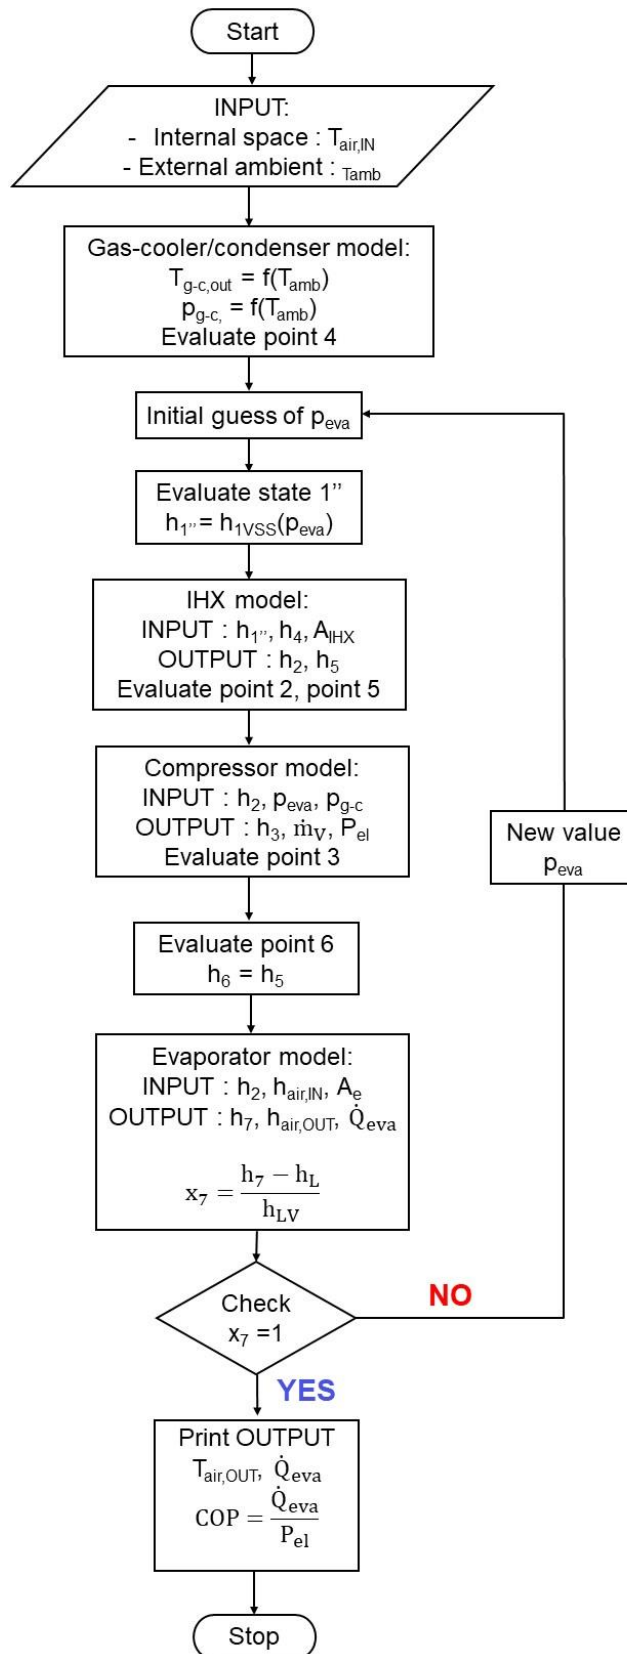 Start
INPUT:
- Internal space : T_air,IN
- External ambient : Tamb
Gas-cooler/condenser model:
T_g-c,out = f(T_amb)
p_g-c, = f(T_amb)
Evaluate point 4
Initial guess of p_eva
Evaluate state 1’’
h_1’’ = h_1VSS(p_eva)
IHX model:
INPUT : h_1’’, h_4, A_IHX
OUTPUT : h_2, h_5
Evaluate point 2, point 5
Compressor model:
INPUT : h_2, p_eva, p_g-c
OUTPUT : h_3, ṁ_V, P_el
Evaluate point 3
New value
p_eva
Evaluate point 6
h_6 = h_5
Evaporator model:
INPUT : h_2, h_air,IN, A_e
OUTPUT : h_7, h_air,OUT, Q̇_eva
x_7 = (h_7 − h_L) / h_LV
Check
x_7 =1
NO
YES
Print OUTPUT
T_air,OUT, Q̇_eva
COP = Q̇_eva / P_el
Stop